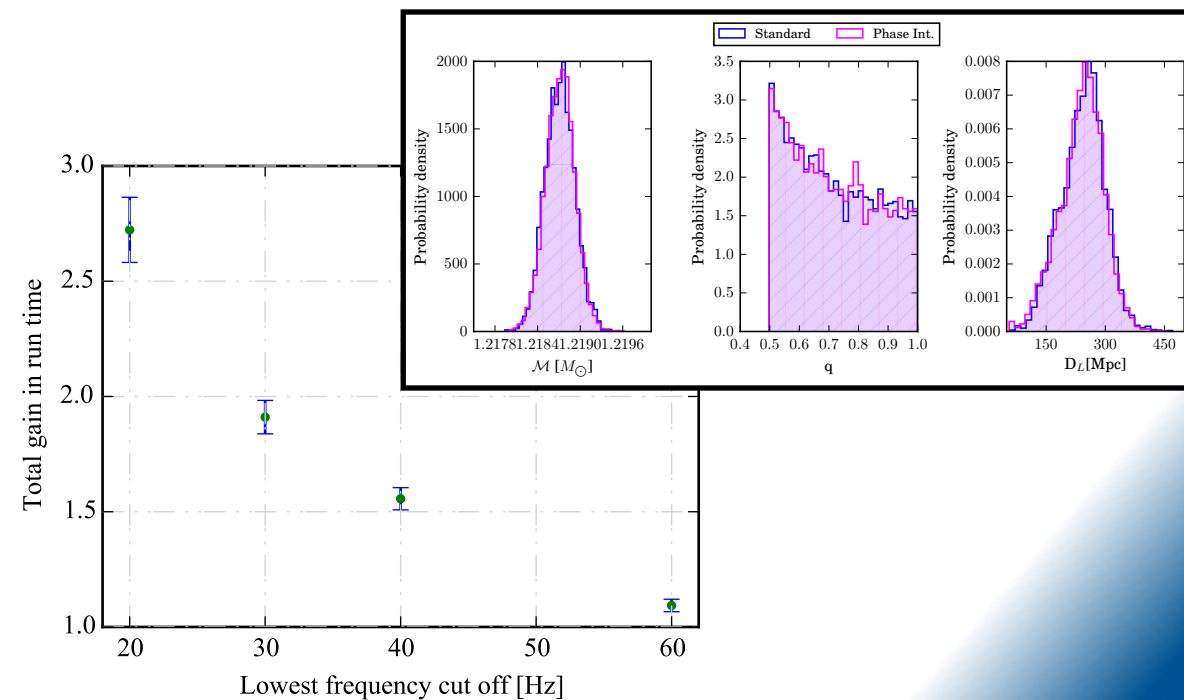 Standard Phase Int.
2000
1500
1000
500
0
Probability density
1.2178 1.2184 1.2190 1.2196
ℳ [M⊙]
3.5
3.0
2.5
2.0
1.5
1.0
0.5
0.0
Probability density
0.4 0.5 0.6 0.7 0.8 0.9 1.0
q
0.008
0.007
0.006
0.005
0.004
0.003
0.002
0.001
0.000
Probability density
150 300 450
D_L[Mpc]
3.0
2.5
2.0
1.5
1.0
Total gain in run time
20 30 40 50 60
Lowest frequency cut off [Hz]